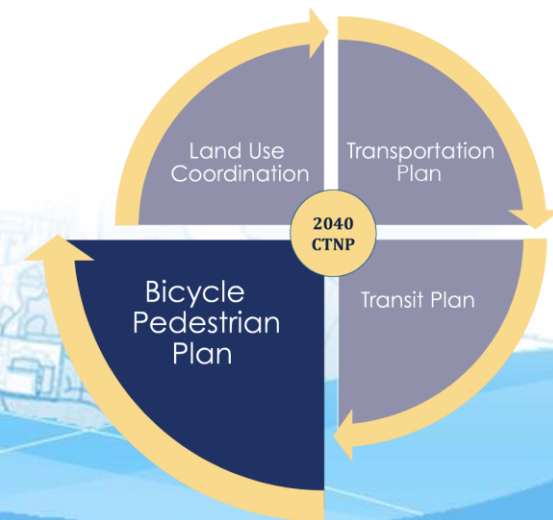 Land Use
Coordination
Transportation
Plan
2040
CTNP
Bicycle
Pedestrian
Plan
Transit Plan